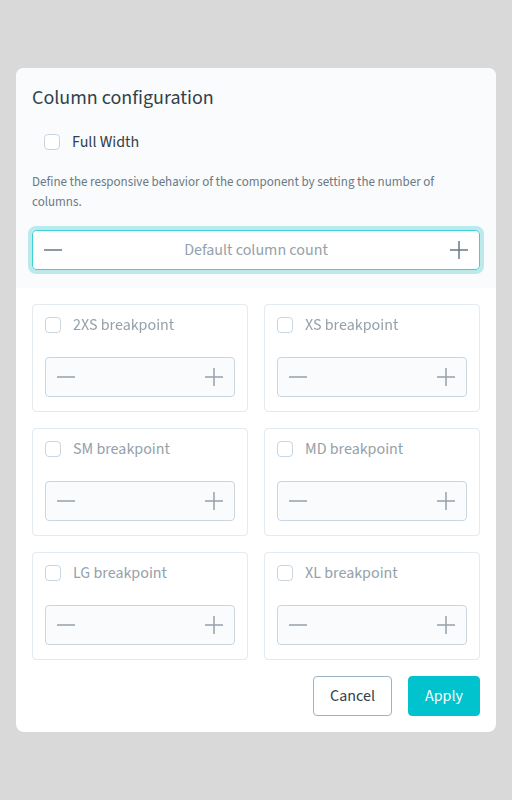 Column configuration
Full Width
Define the responsive behavior of the component by setting the number of
columns.
Default column count
2XS breakpoint
XS breakpoint
SM breakpoint
MD breakpoint
LG breakpoint
XL breakpoint
Cancel
Apply